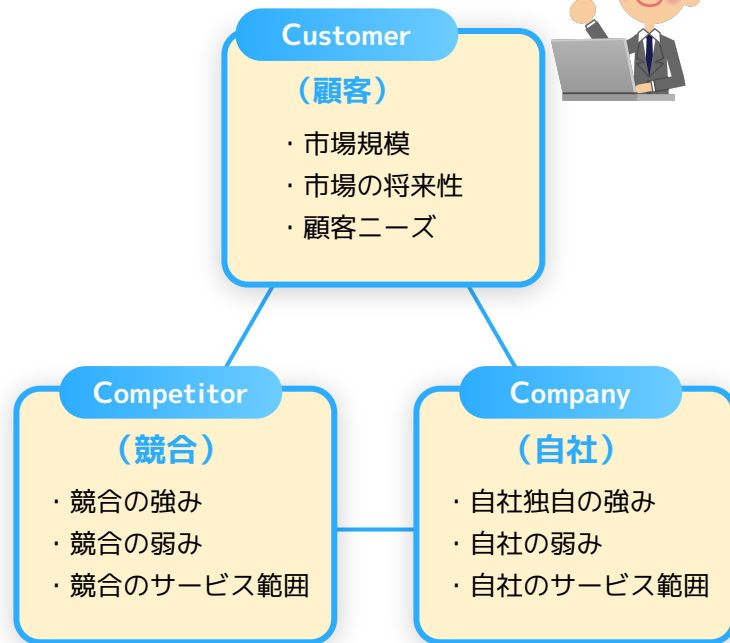 Customer
（顧客）
・市場規模
・市場の将来性
・顧客ニーズ
Competitor
（競合）
・競合の強み
・競合の弱み
・競合のサービス範囲
Company
（自社）
・自社独自の強み
・自社の弱み
・自社のサービス範囲